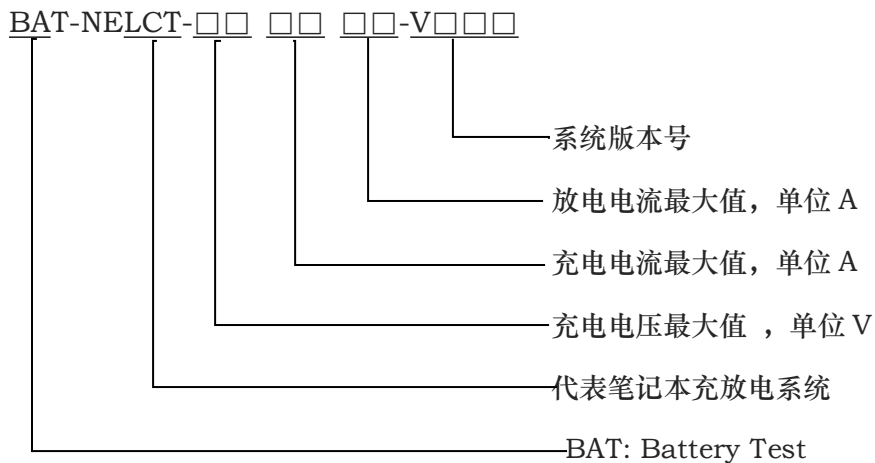 BAT-NELCT-□□ □□ □□-V□□□
系统版本号
放电电流最大值，单位 A
充电电流最大值，单位 A
充电电压最大值 ，单位 V
代表笔记本充放电系统
BAT: Battery Test